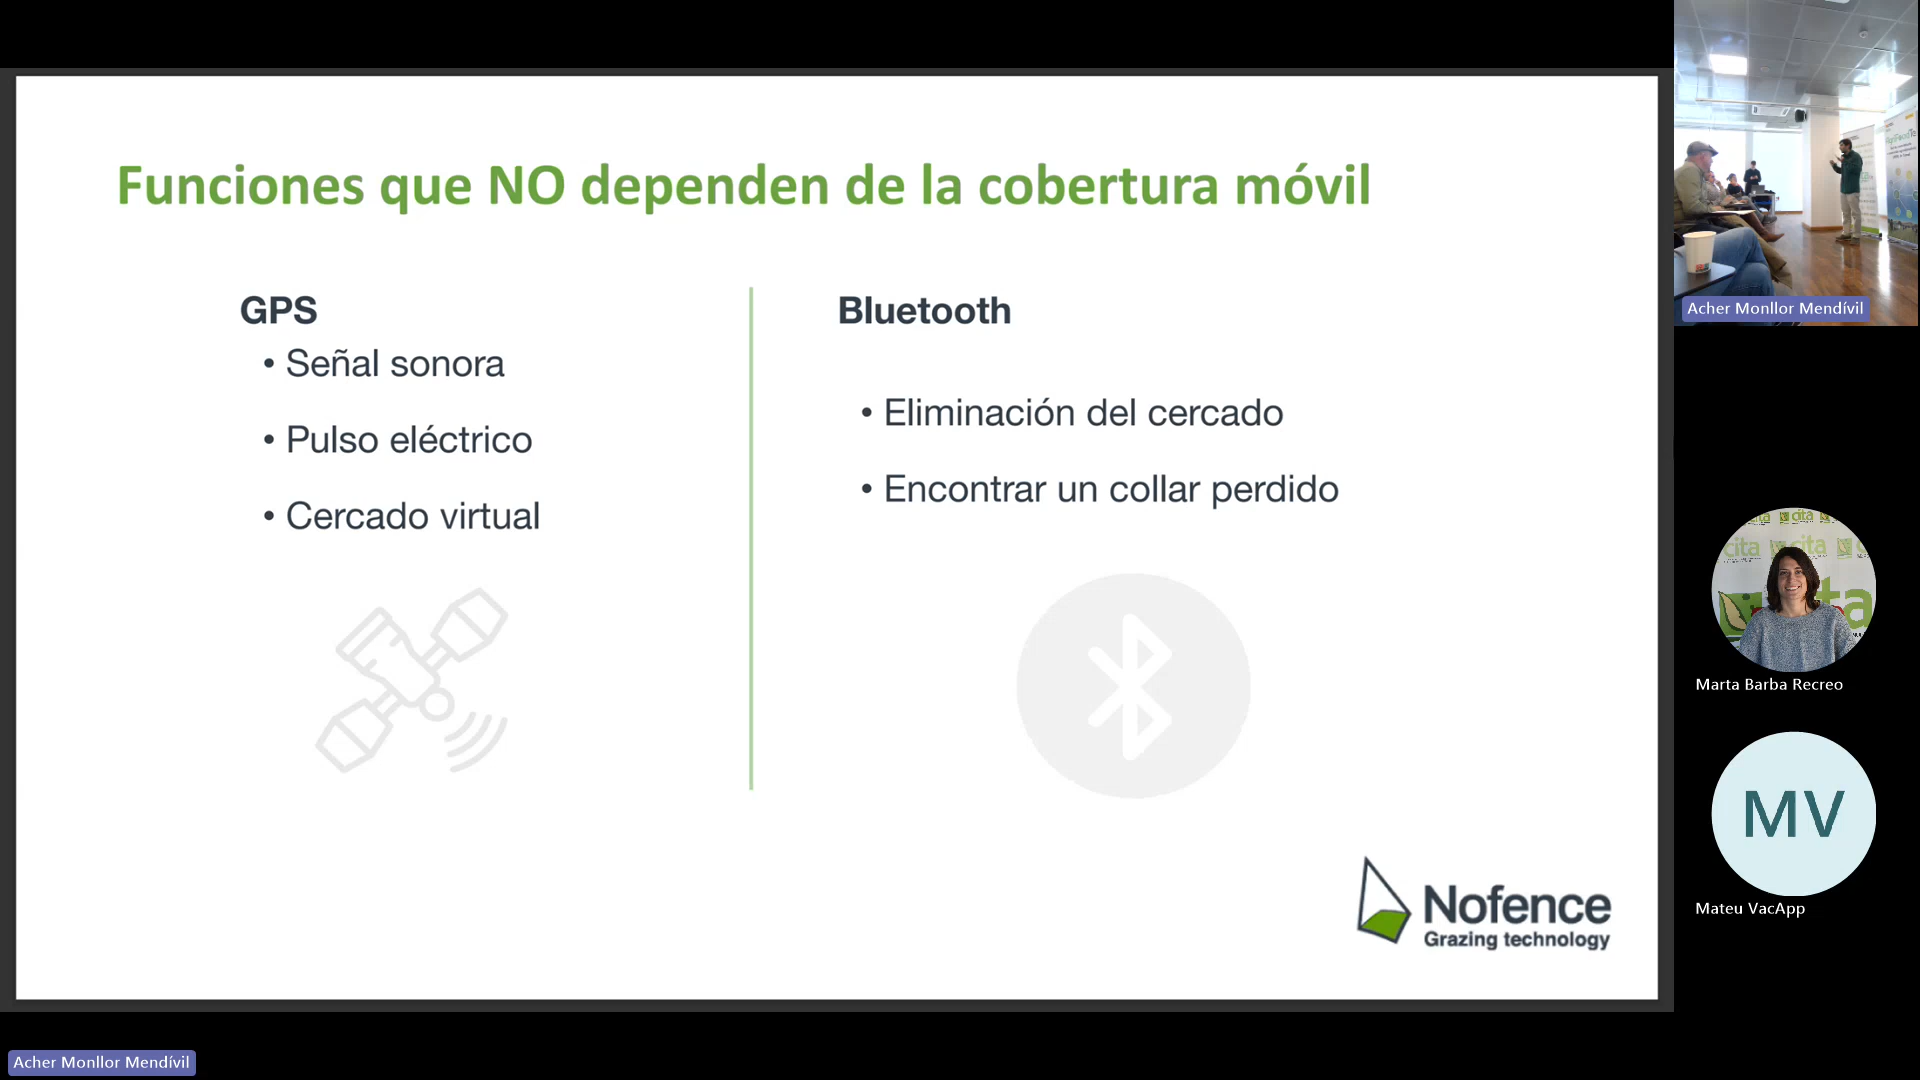 Funciones que NO dependen de la cobertura móvil
GPS
• Señal sonora
• Pulso eléctrico
• Cercado virtual
Bluetooth
• Eliminación del cercado
• Encontrar un collar perdido
Nofence
Grazing technology
Acher Monllor Mendívil
cita
Marta Barba Recreo
MV
Mateu VacApp
Acher Monllor Mendívil